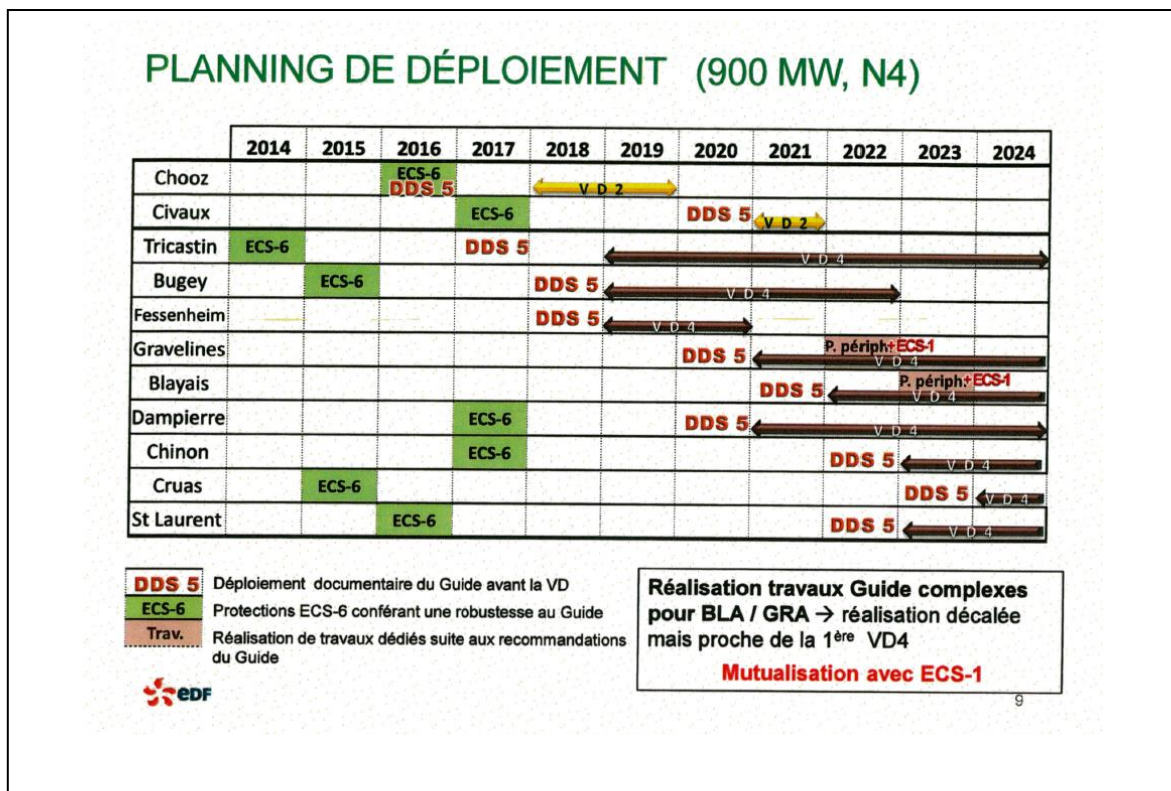 PLANNING DE DÉPLOIEMENT (900 MW, N4)
2014 2015 2016 2017 2018 2019 2020 2021 2022 2023 2024
Chooz ECS-6 DDS 5 V D 2
Civaux ECS-6 DDS 5 V D 2
Tricastin ECS-6 DDS 5 V D 4
Bugey ECS-6 DDS 5 V D 4
Fessenheim DDS 5 V D 4
Gravelines DDS 5 P. périph+ECS-1 V D 4
Blayais DDS 5 P. périph.+ECS-1 V D 4
Dampierre ECS-6 DDS 5 V D 4
Chinon ECS-6 DDS 5 V D 4
Cruas ECS-6 DDS 5 V D 4
St Laurent ECS-6 DDS 5 V D 4
DDS 5 Déploiement documentaire du Guide avant la VD
ECS-6 Protections ECS-6 conférant une robustesse au Guide
Trav. Réalisation de travaux dédiés suite aux recommandations
du Guide
Réalisation travaux Guide complexes
pour BLA / GRA → réalisation décalée
mais proche de la 1ère VD4
Mutualisation avec ECS-1
eDF
9